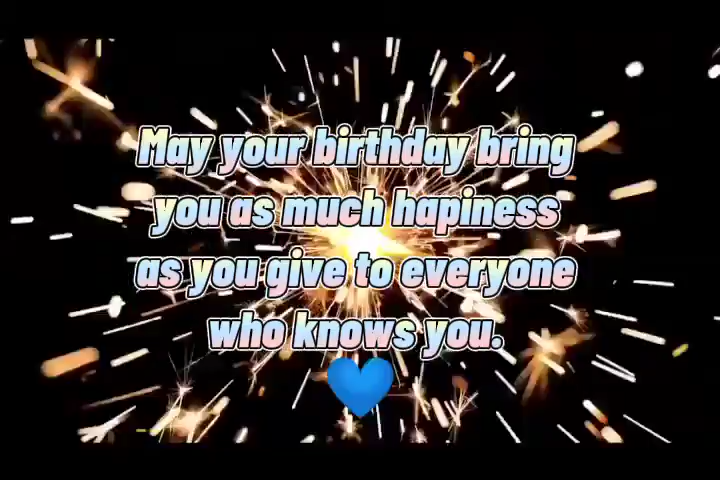 May your birthday bring
you as much hapiness
as you give to everyone
who knows you.
💙